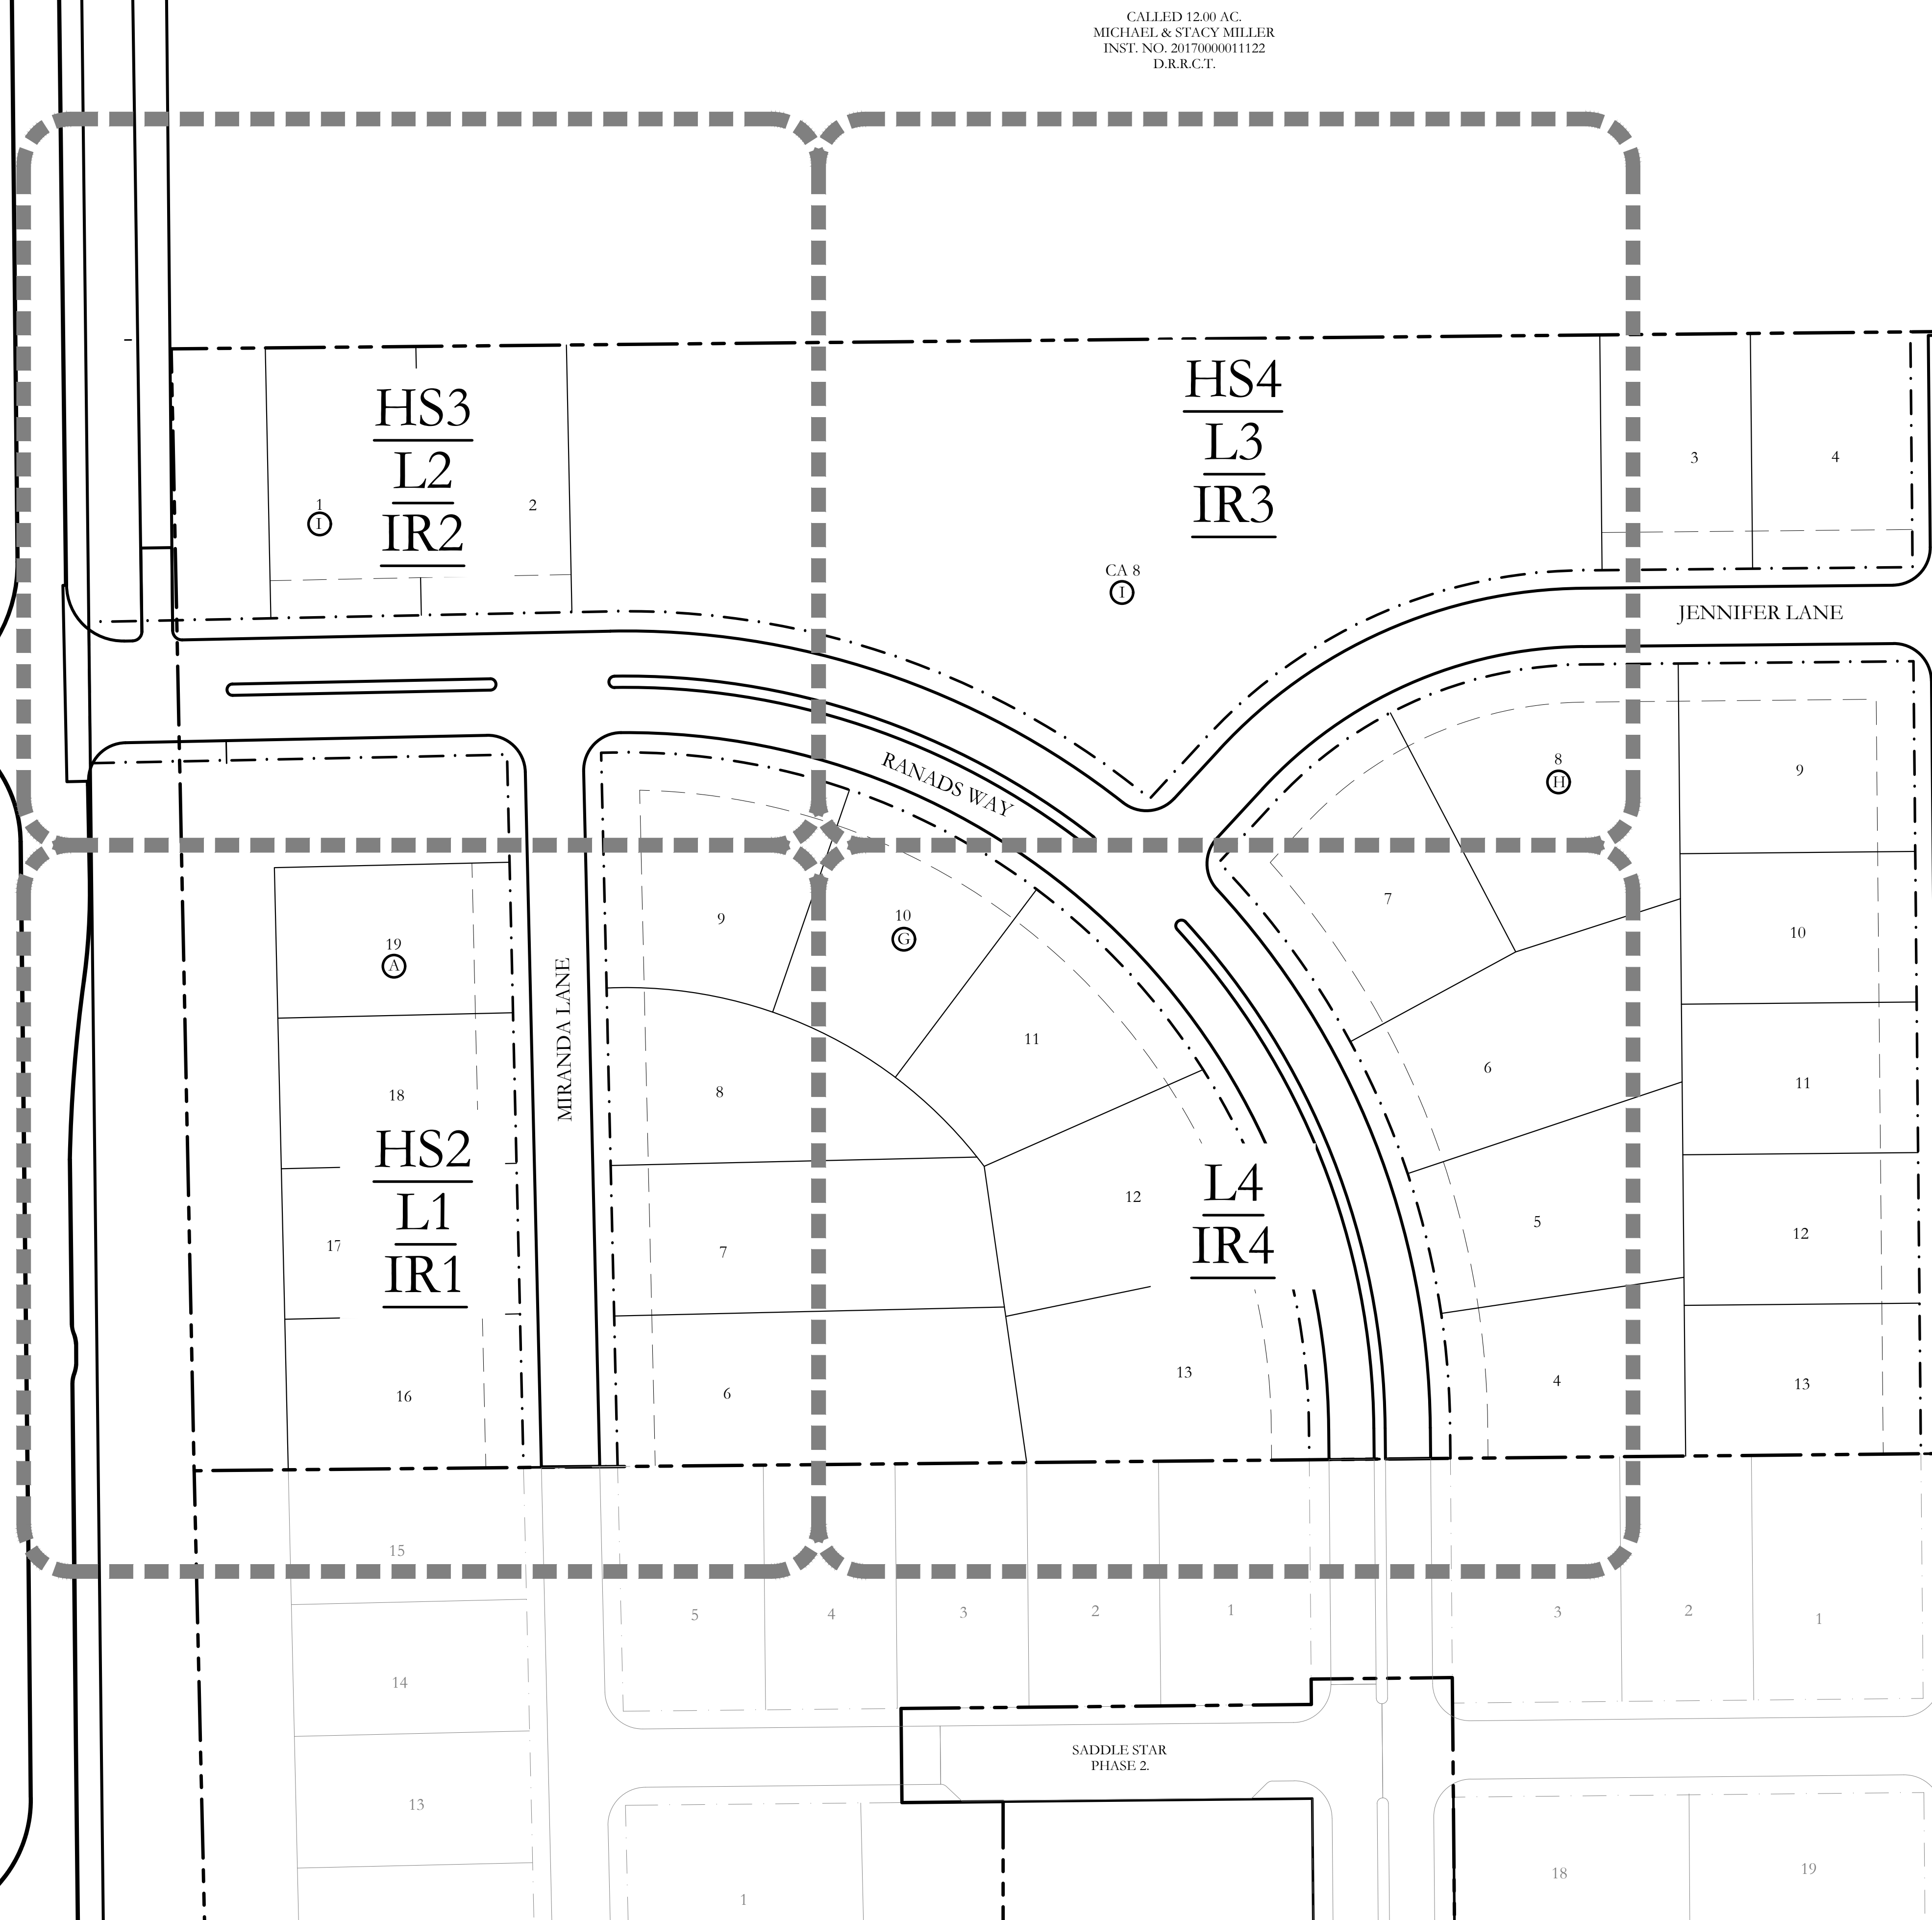 CALLED 12.00 AC.
MICHAEL & STACY MILLER
INST. NO. 20170000011122
D.R.R.C.T.
HS3
L2
IR2
HS4
L3
IR3
1
I
2
CA 8
I
3
4
JENNIFER LANE
RANADS WAY
8
H
9
19
A
MIRANDA LANE
9
10
G
7
10
18
8
11
6
11
HS2
L1
IR1
17
7
12
L4
IR4
5
12
16
6
13
4
13
15
5
4
3
2
1
3
2
1
14
SADDLE STAR
PHASE 2.
13
1
18
19